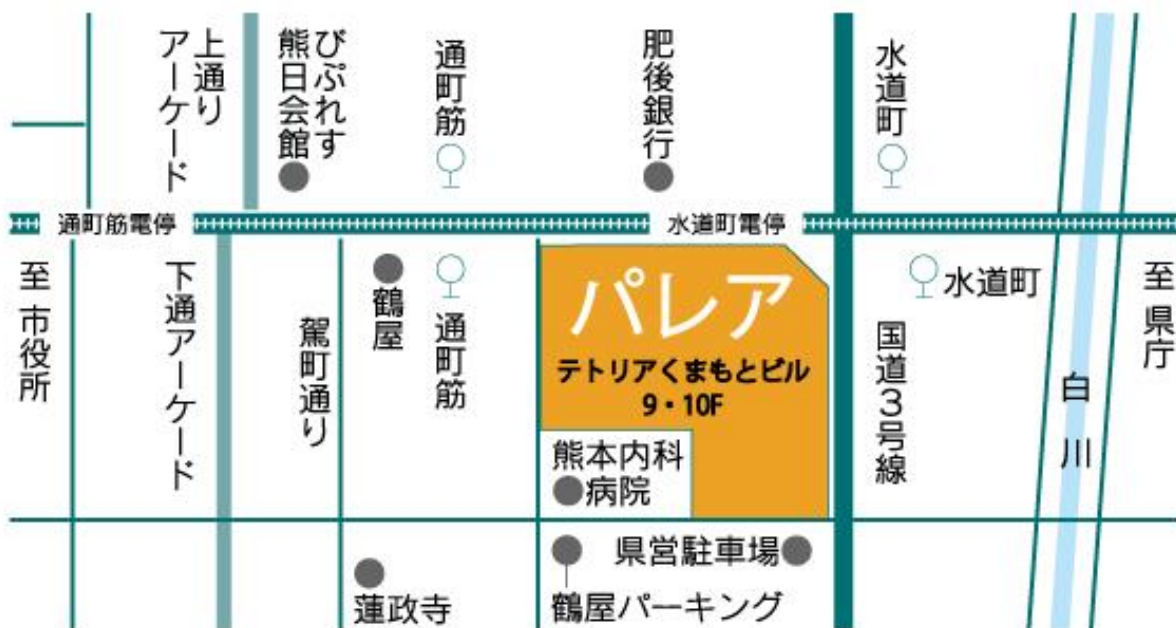 上通り
アーケード
びぷれす
熊日会館
通町筋
肥後銀行
水道町
通町筋電停
水道町電停
至 市役所
下通アーケード
駕町通り
鶴屋
通町筋
パレア
テトリアくまもとビル
9・10F
熊本内科
病院
国道3号線
水道町
白川
至 県庁
蓮政寺
県営駐車場
鶴屋パーキング